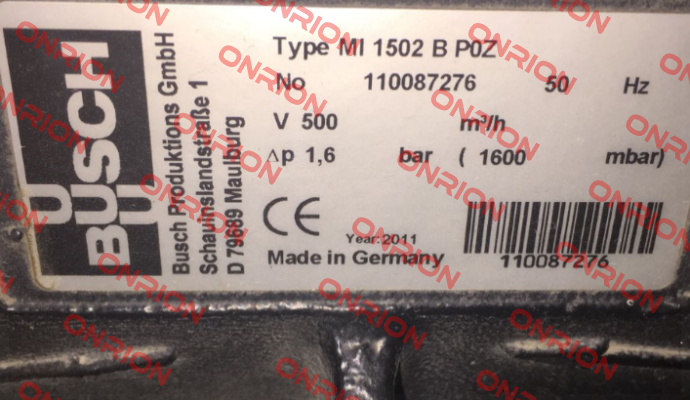 BUSCH
Busch Produktions GmbH
Schauinslandstraße 1
D 79689 Maulburg
Type MI 1502 B P0Z
No 110087276 50 Hz
V 500 m³/h
Δp 1,6 bar ( 1600 mbar)
CE
Year:2011
Made in Germany
110087276
ONRION